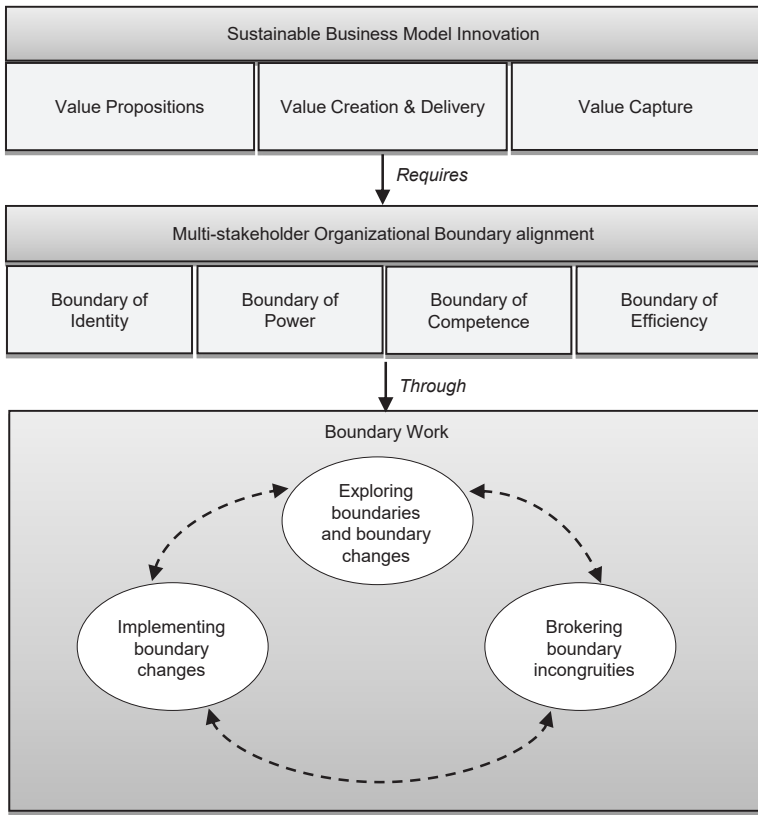 Sustainable Business Model Innovation
Value Propositions
Value Creation & Delivery
Value Capture
Requires
Multi-stakeholder Organizational Boundary alignment
Boundary of
Identity
Boundary of
Power
Boundary of
Competence
Boundary of
Efficiency
Through
Boundary Work
Exploring
boundaries
and boundary
changes
Implementing
boundary
changes
Brokering
boundary
incongruities